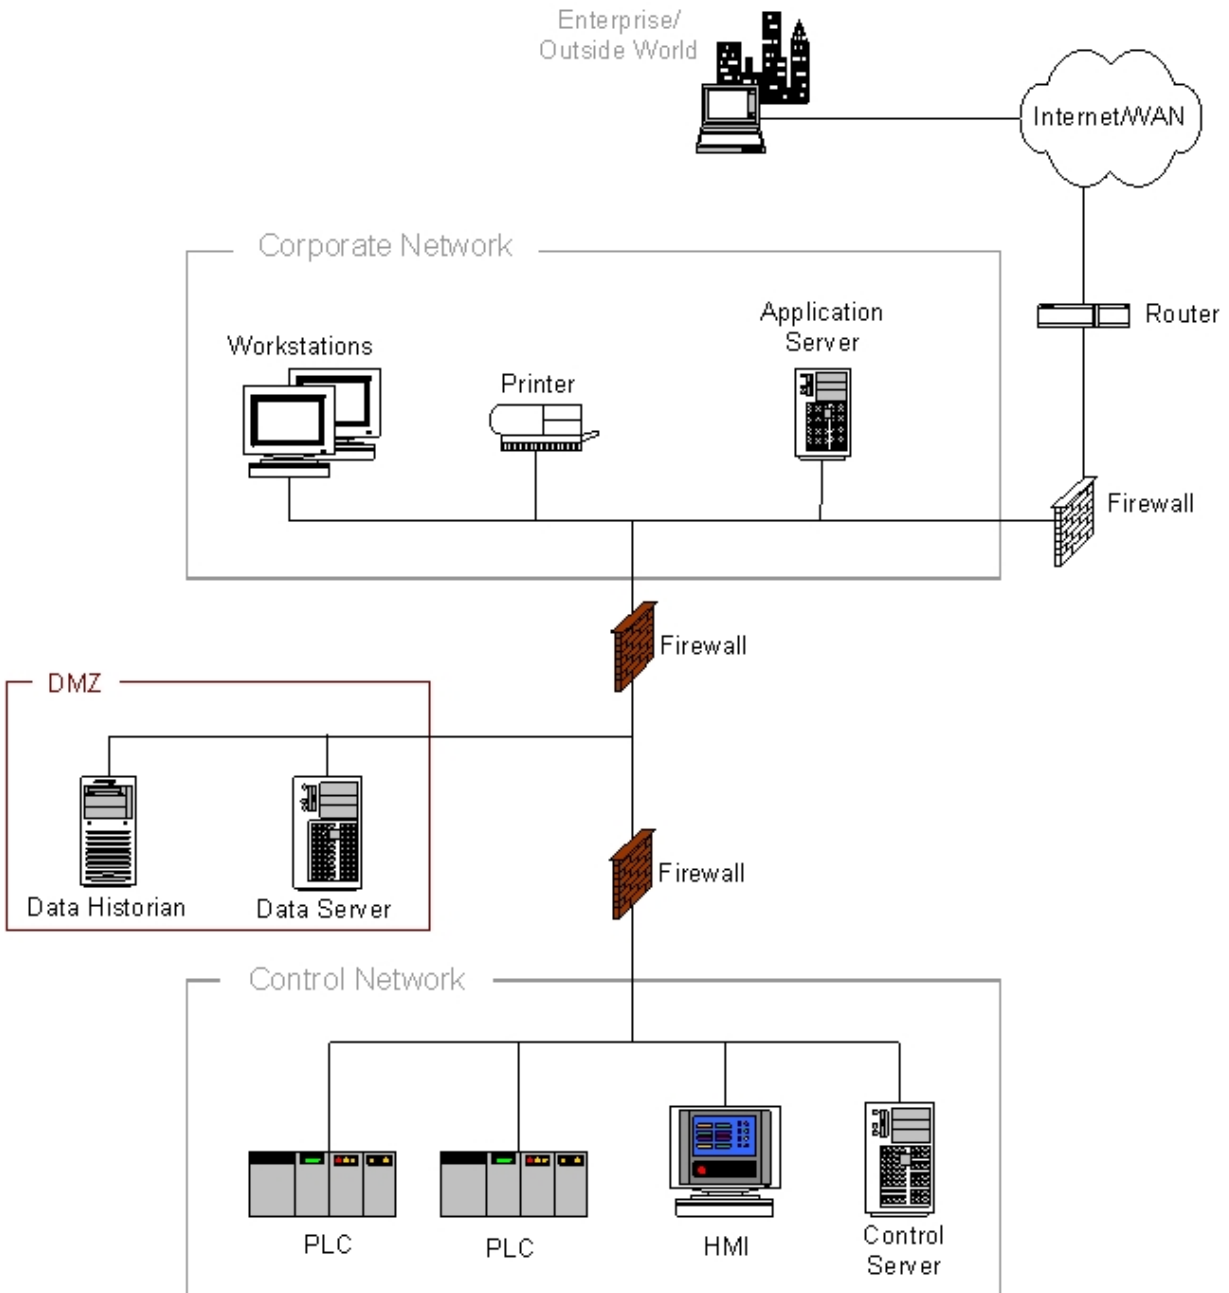 Enterprise/
Outside World
Internet/WAN
Corporate Network
Application
Server
Router
Workstations
Printer
Firewall
Firewall
DMZ
Firewall
Data Historian
Data Server
Control Network
PLC
PLC
HMI
Control
Server